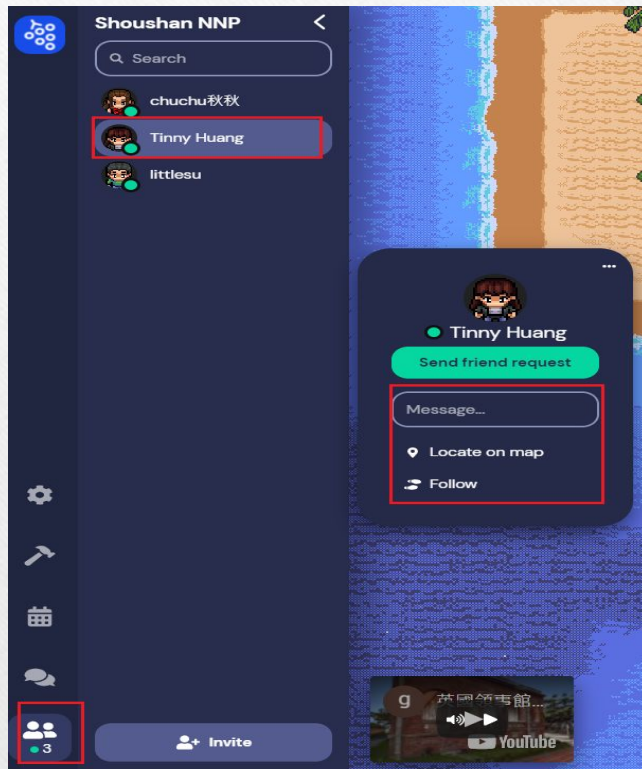 Shoushan NNP
Search
chuchu秋秋
Tinny Huang
littlesu
Tinny Huang
Send friend request
Message...
Locate on map
Follow
3
Invite
g 英國領事館...
YouTube